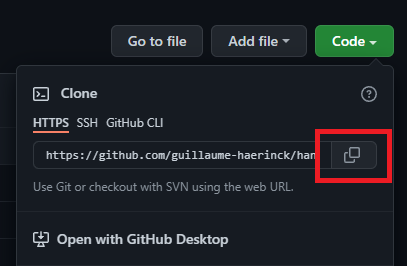 Go to file Add file Code
Clone
HTTPS SSH GitHub CLI
https://github.com/guillaume-haerinck/han
Use Git or checkout with SVN using the web URL.
Open with GitHub Desktop